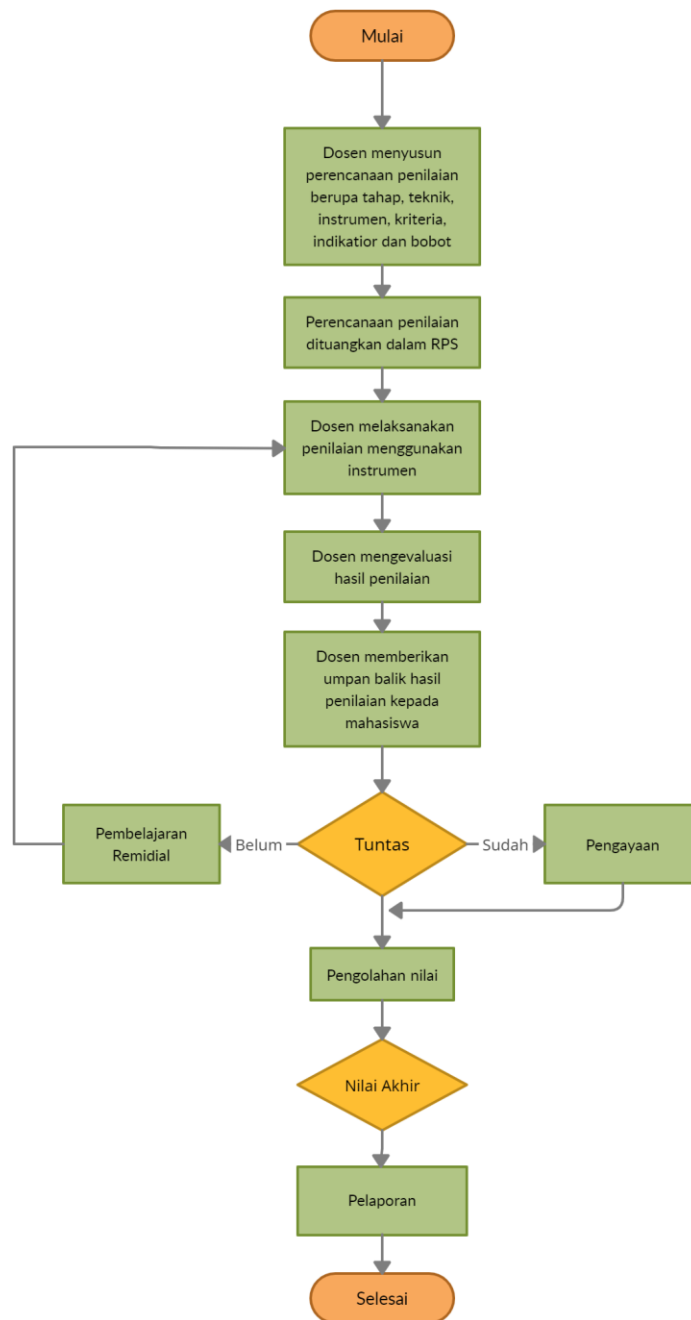 Mulai
Dosen menyusun
perencanaan penilaian
berupa tahap, teknik,
instrumen, kriteria,
indikatior dan bobot
Perencanaan penilaian
dituangkan dalam RPS
Dosen melaksanakan
penilaian menggunakan
instrumen
Dosen mengevaluasi
hasil penilaian
Dosen memberikan
umpan balik hasil
penilaian kepada
mahasiswa
Pembelajaran
Remidial
Belum
Tuntas
Sudah
Pengayaan
Pengolahan nilai
Nilai Akhir
Pelaporan
Selesai